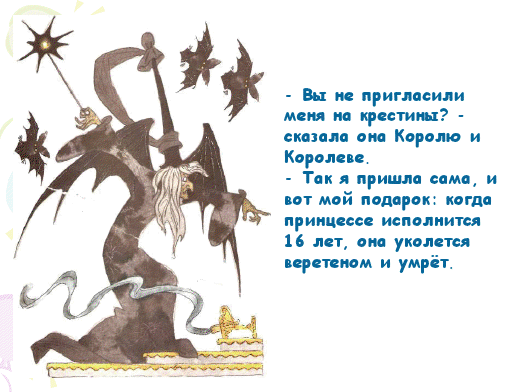 - Вы не пригласили
меня на крестины? -
сказала она Королю и
Королеве.
- Так я пришла сама, и
вот мой подарок: когда
принцессе исполнится
16 лет, она уколется
веретеном и умрёт.